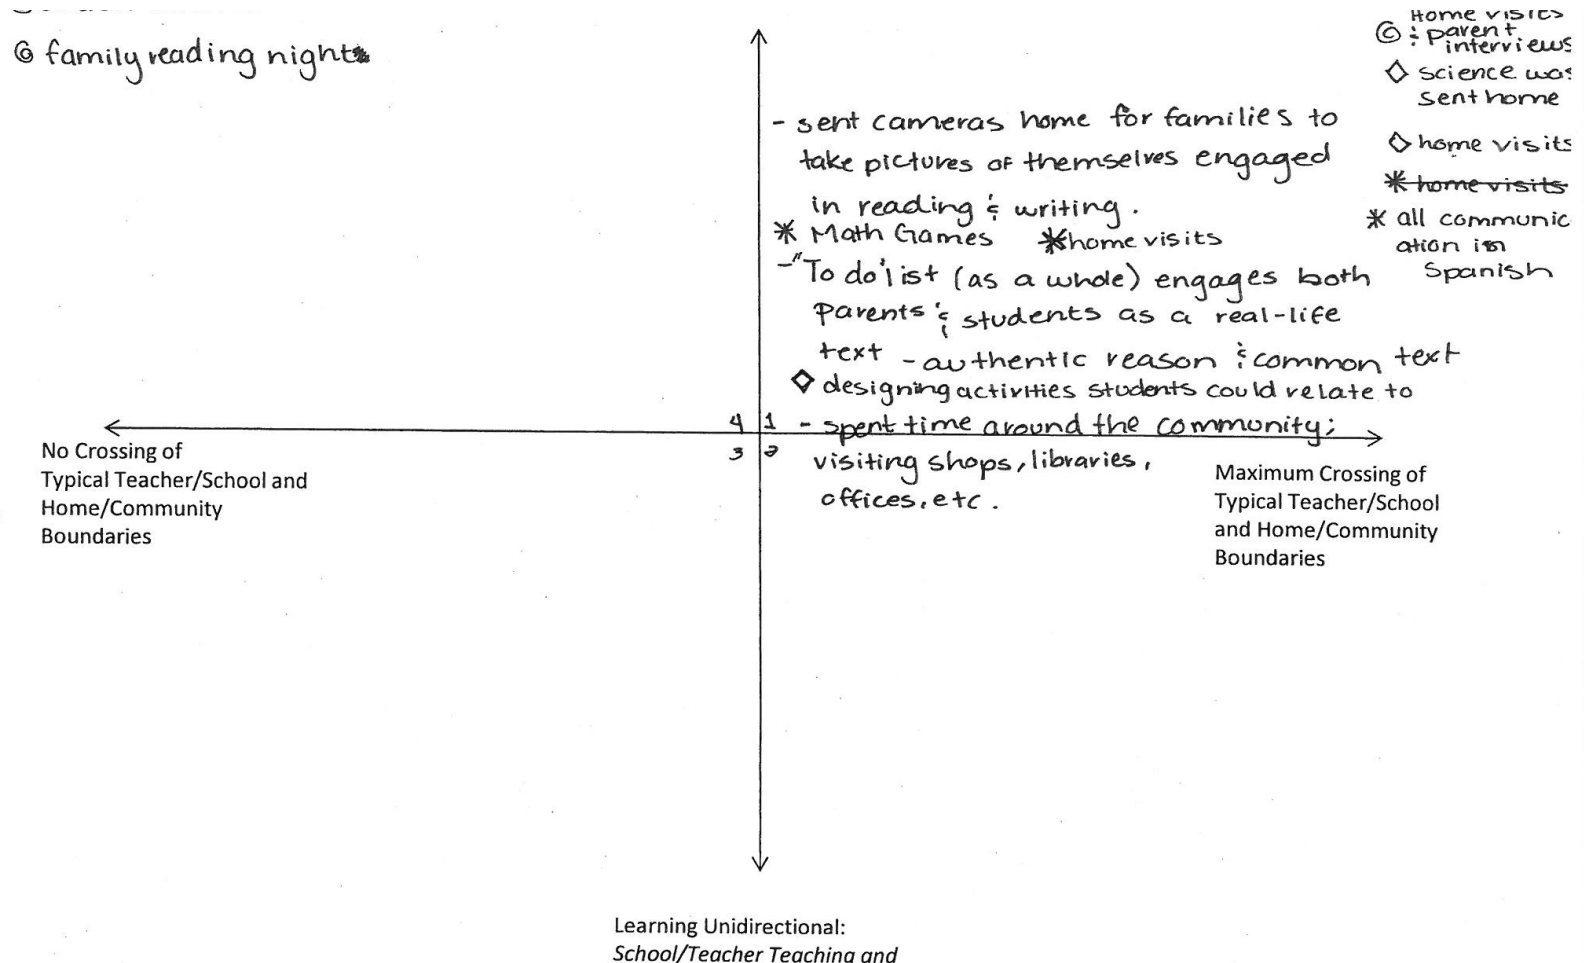 family reading night
Home visits
& parent
interviews
science was
sent home
home visits
home visits
all communic
ation in
Spanish
- sent cameras home for families to
take pictures of themselves engaged
in reading & writing.
* Math Games *home visits
- "To do" list (as a whole) engages both
parents & students as a real-life
text - authentic reason & common text
designing activities students could relate to
4 1 - spent time around the community;
3 2 visiting shops, libraries,
offices, etc.
No Crossing of
Typical Teacher/School and
Home/Community
Boundaries
Maximum Crossing of
Typical Teacher/School
and Home/Community
Boundaries
Learning Unidirectional:
School/Teacher Teaching and